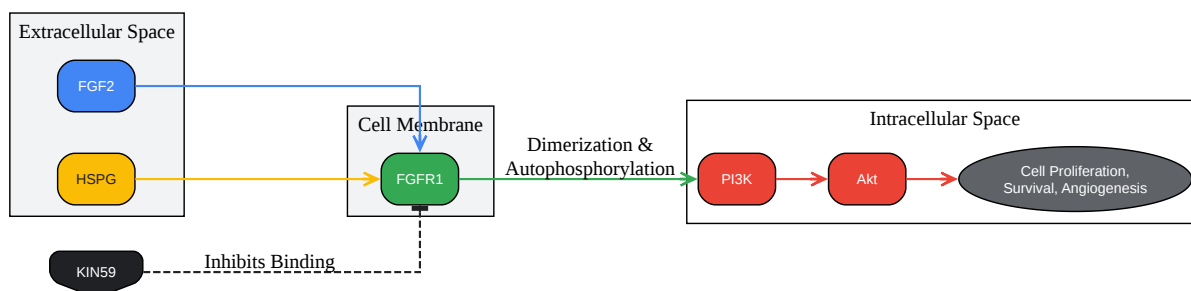 Extracellular Space
FGF2
HSPG
KIN59
Inhibits Binding
Cell Membrane
FGFR1
Dimerization &
Autophosphorylation
Intracellular Space
PI3K
Akt
Cell Proliferation,
Survival, Angiogenesis